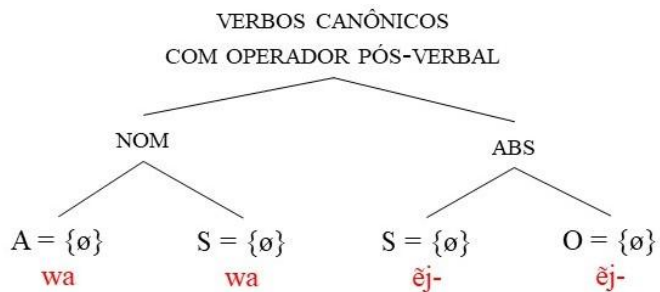 VERBOS CANÔNICOS
COM OPERADOR PÓS-VERBAL
NOM ABS
A = {ø} S = {ø} S = {ø} O = {ø}
wa wa ẽj- ẽj-